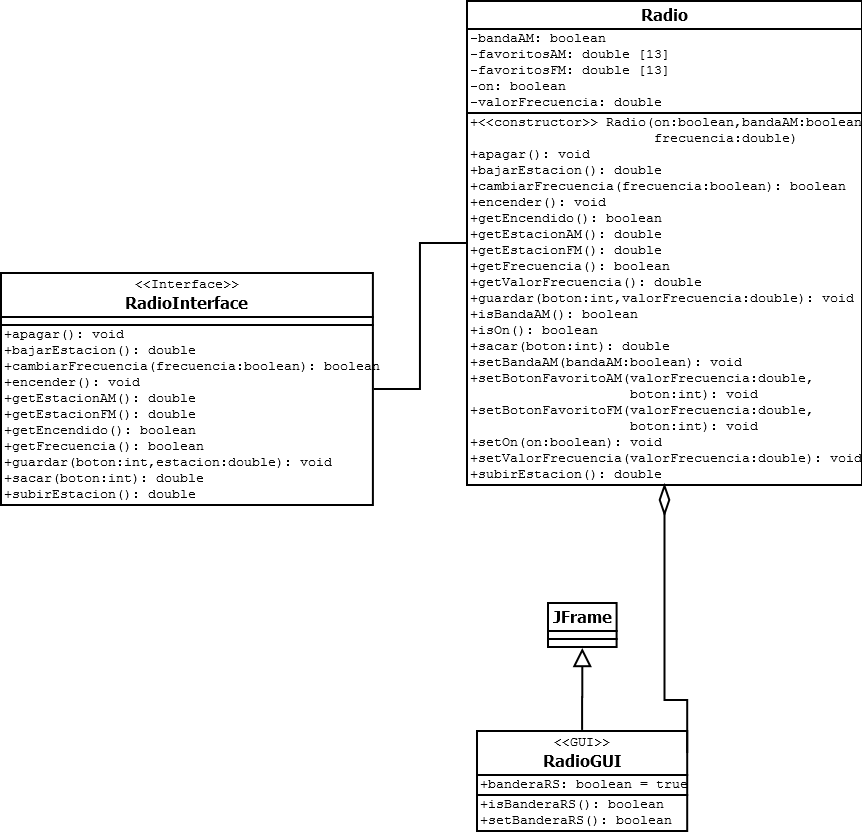 Radio
-bandaAM: boolean
-favoritosAM: double [13]
-favoritosFM: double [13]
-on: boolean
-valorFrecuencia: double
+<<constructor>> Radio(on:boolean,bandaAM:boolean
frecuencia:double)
+apagar(): void
+bajarEstacion(): double
+cambiarFrecuencia(frecuencia:boolean): boolean
+encender(): void
+getEncendido(): boolean
+getEstacionAM(): double
+getEstacionFM(): double
+getFrecuencia(): boolean
+getValorFrecuencia(): double
+guardar(boton:int,valorFrecuencia:double): void
+isBandaAM(): boolean
+isOn(): boolean
+sacar(boton:int): double
+setBandaAM(bandaAM:boolean): void
+setBotonFavoritoAM(valorFrecuencia:double,
boton:int): void
+setBotonFavoritoFM(valorFrecuencia:double,
boton:int): void
+setOn(on:boolean): void
+setValorFrecuencia(valorFrecuencia:double): void
+subirEstacion(): double
<<Interface>>
RadioInterface
+apagar(): void
+bajarEstacion(): double
+cambiarFrecuencia(frecuencia:boolean): boolean
+encender(): void
+getEstacionAM(): double
+getEstacionFM(): double
+getEncendido(): boolean
+getFrecuencia(): boolean
+guardar(boton:int,estacion:double): void
+sacar(boton:int): double
+subirEstacion(): double
JFrame
<<GUI>>
RadioGUI
+banderaRS: boolean = true
+isBanderaRS(): boolean
+setBanderaRS(): boolean